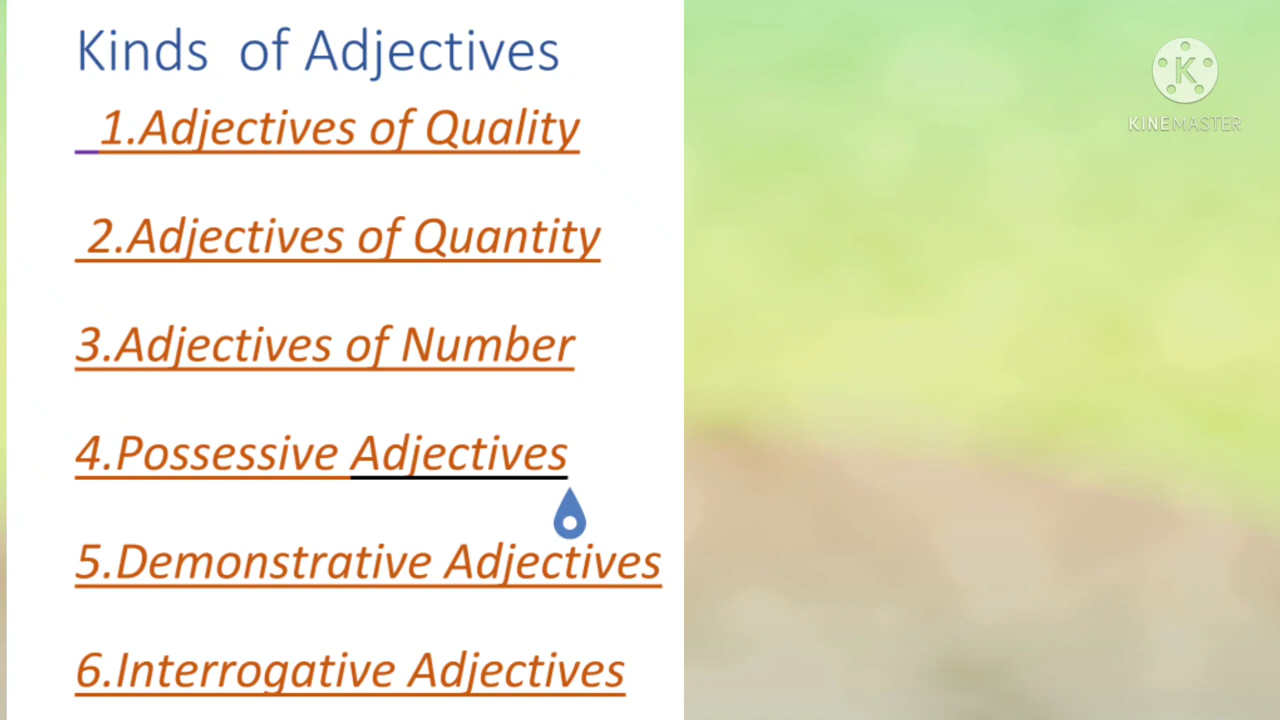 Kinds of Adjectives
1.Adjectives of Quality
2.Adjectives of Quantity
3.Adjectives of Number
4.Possessive Adjectives
5.Demonstrative Adjectives
6.Interrogative Adjectives
K
KINEMASTER